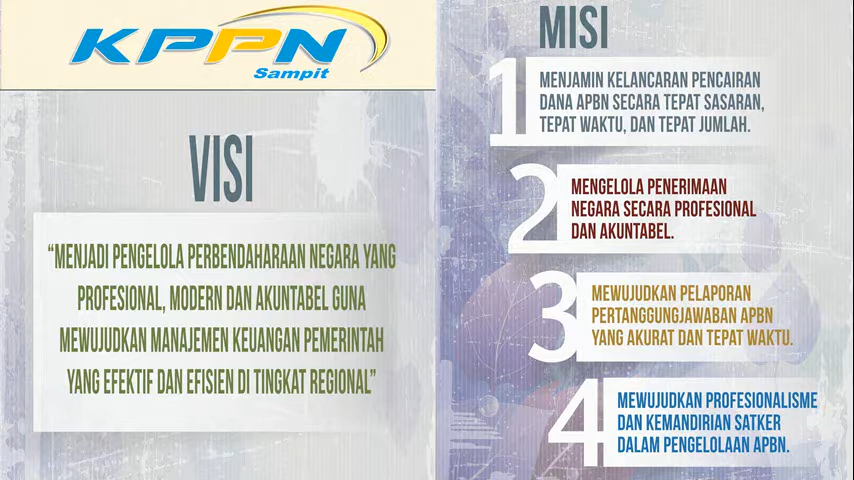 KPPN
Sampit
VISI
“MENJADI PENGELOLA PERBENDAHARAAN NEGARA YANG
PROFESIONAL, MODERN DAN AKUNTABEL GUNA
MEWUJUDKAN MANAJEMEN KEUANGAN PEMERINTAH
YANG EFEKTIF DAN EFISIEN DI TINGKAT REGIONAL”
MISI
1
MENJAMIN KELANCARAN PENCAIRAN
DANA APBN SECARA TEPAT SASARAN,
TEPAT WAKTU, DAN TEPAT JUMLAH.
2
MENGELOLA PENERIMAAN
NEGARA SECARA PROFESIONAL
DAN AKUNTABEL.
3
MEWUJUDKAN PELAPORAN
PERTANGGUNGJAWABAN APBN
YANG AKURAT DAN TEPAT WAKTU.
4
MEWUJUDKAN PROFESIONALISME
DAN KEMANDIRIAN SATKER
DALAM PENGELOLAAN APBN.